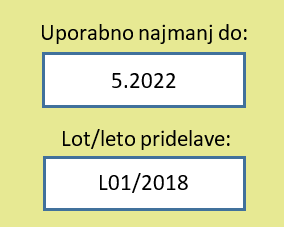 Uporabno najmanj do:
5.2022
Lot/leto pridelave:
L01/2018